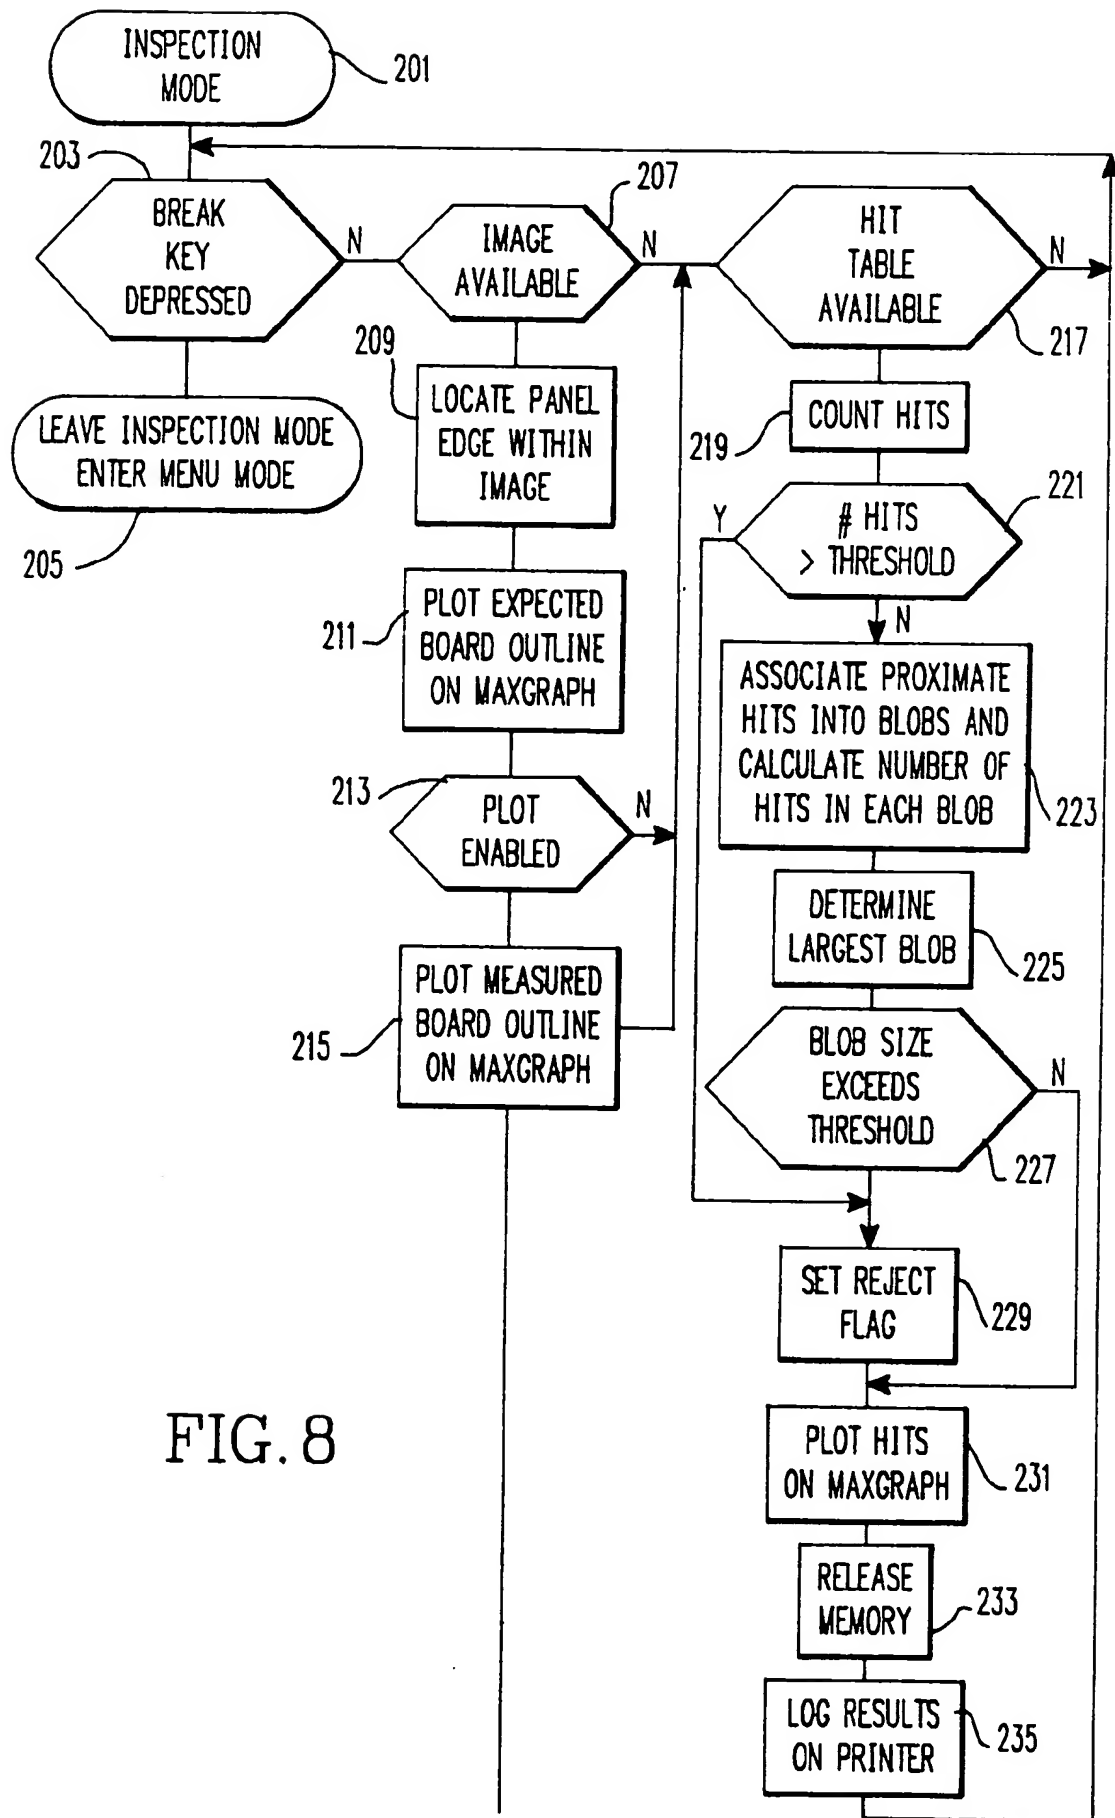 INSPECTION
MODE
201
203
BREAK
KEY
DEPRESSED
N
LEAVE INSPECTION MODE
ENTER MENU MODE
205
207
IMAGE
AVAILABLE
N
209
LOCATE PANEL
EDGE WITHIN
IMAGE
211
PLOT EXPECTED
BOARD OUTLINE
ON MAXGRAPH
213
PLOT
ENABLED
N
215
PLOT MEASURED
BOARD OUTLINE
ON MAXGRAPH
HIT
TABLE
AVAILABLE
N
217
219
COUNT HITS
221
Y
# HITS
> THRESHOLD
N
ASSOCIATE PROXIMATE
HITS INTO BLOBS AND
CALCULATE NUMBER OF
HITS IN EACH BLOB
223
DETERMINE
LARGEST BLOB
225
BLOB SIZE
EXCEEDS
THRESHOLD
N
227
SET REJECT
FLAG
229
PLOT HITS
ON MAXGRAPH
231
RELEASE
MEMORY
233
LOG RESULTS
ON PRINTER
235
FIG. 8